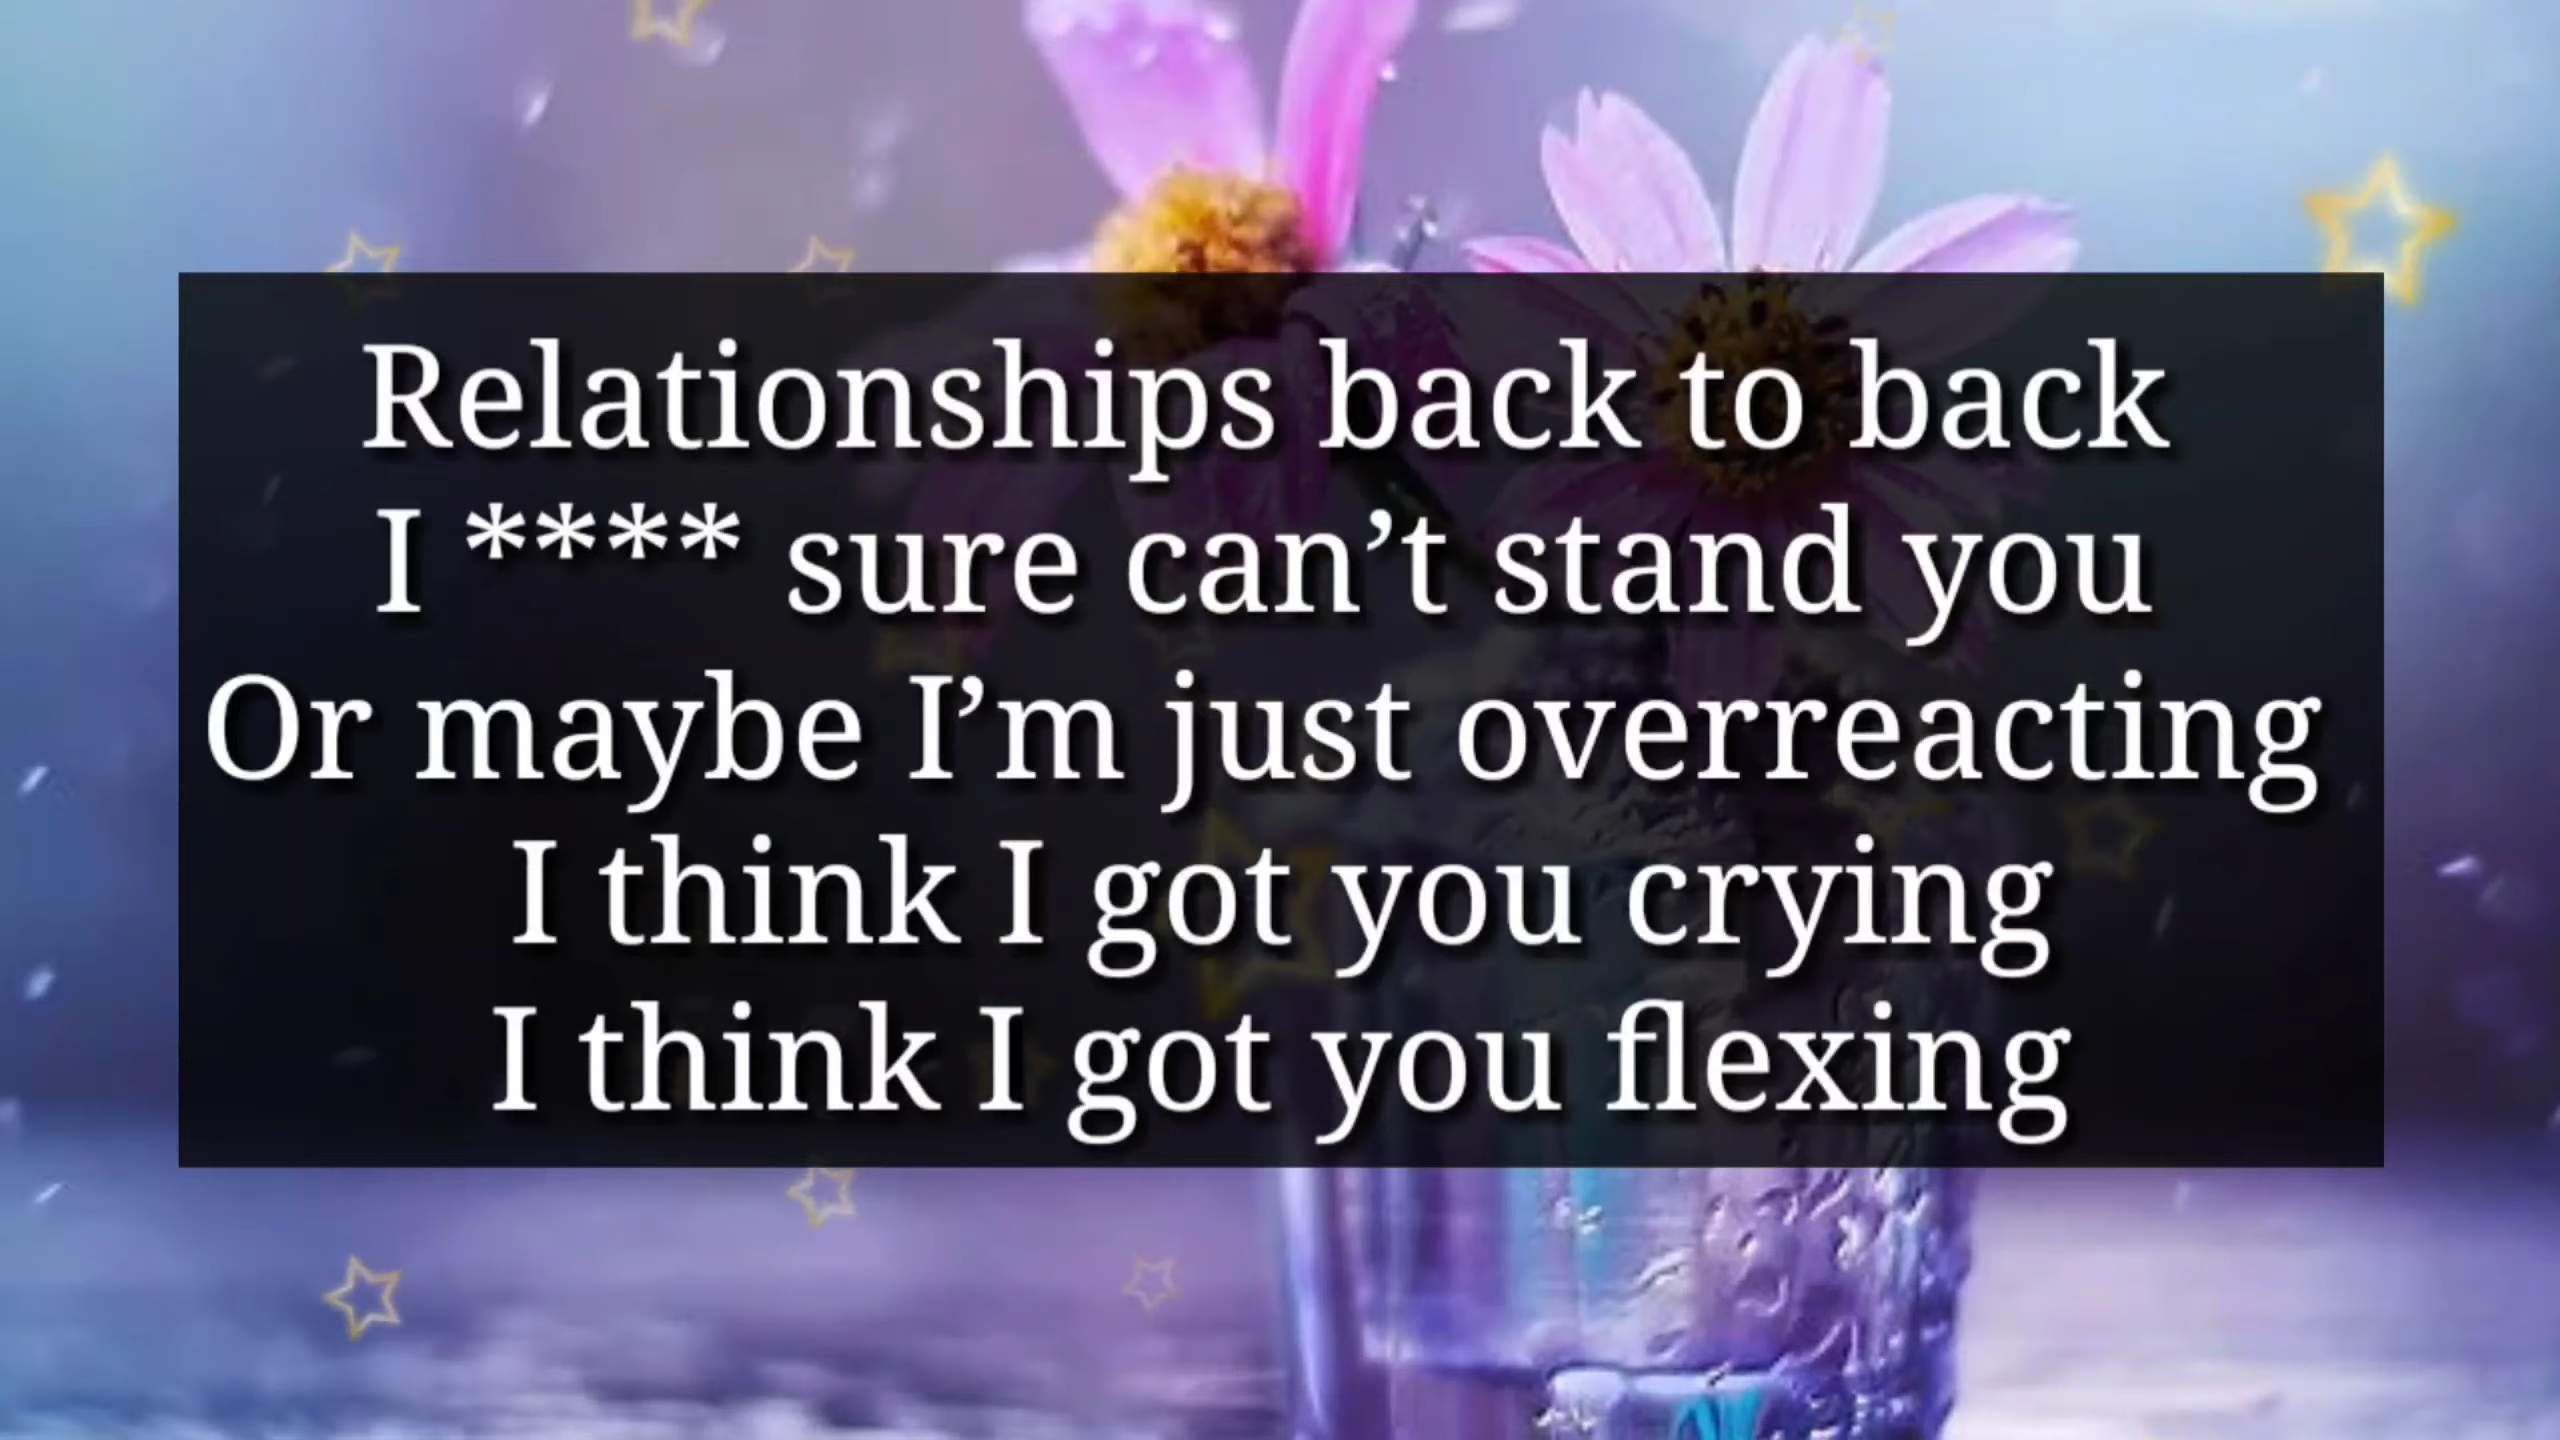 Relationships back to back
I **** sure can’t stand you
Or maybe I’m just overreacting
I think I got you crying
I think I got you flexing